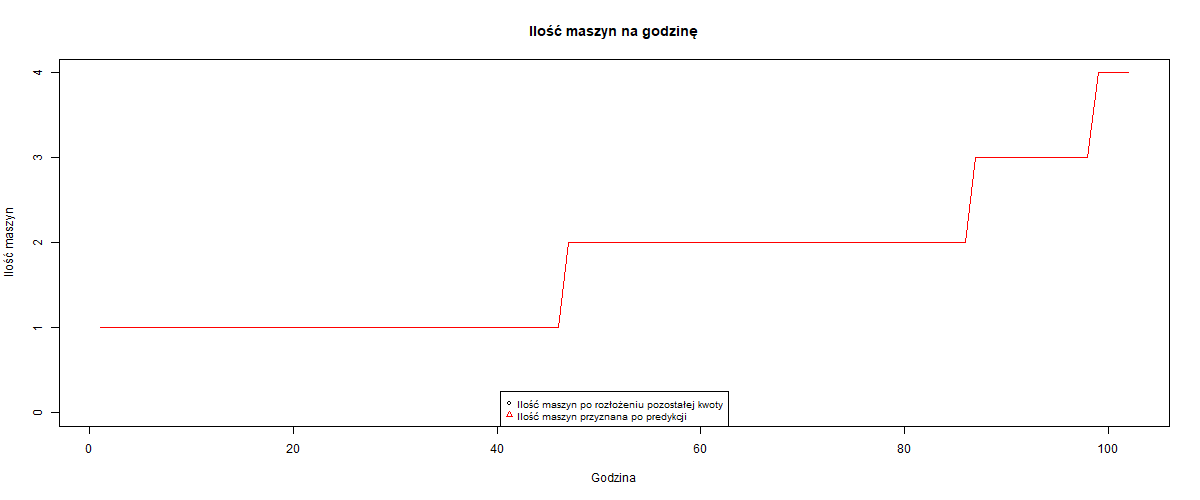 Ilość maszyn na godzinę
Ilość maszyn
4
3
2
1
0
Ilość maszyn po rozłożeniu pozostałej kwoty
Ilość maszyn przyznana po predykcji
0 20 40 60 80 100
Godzina